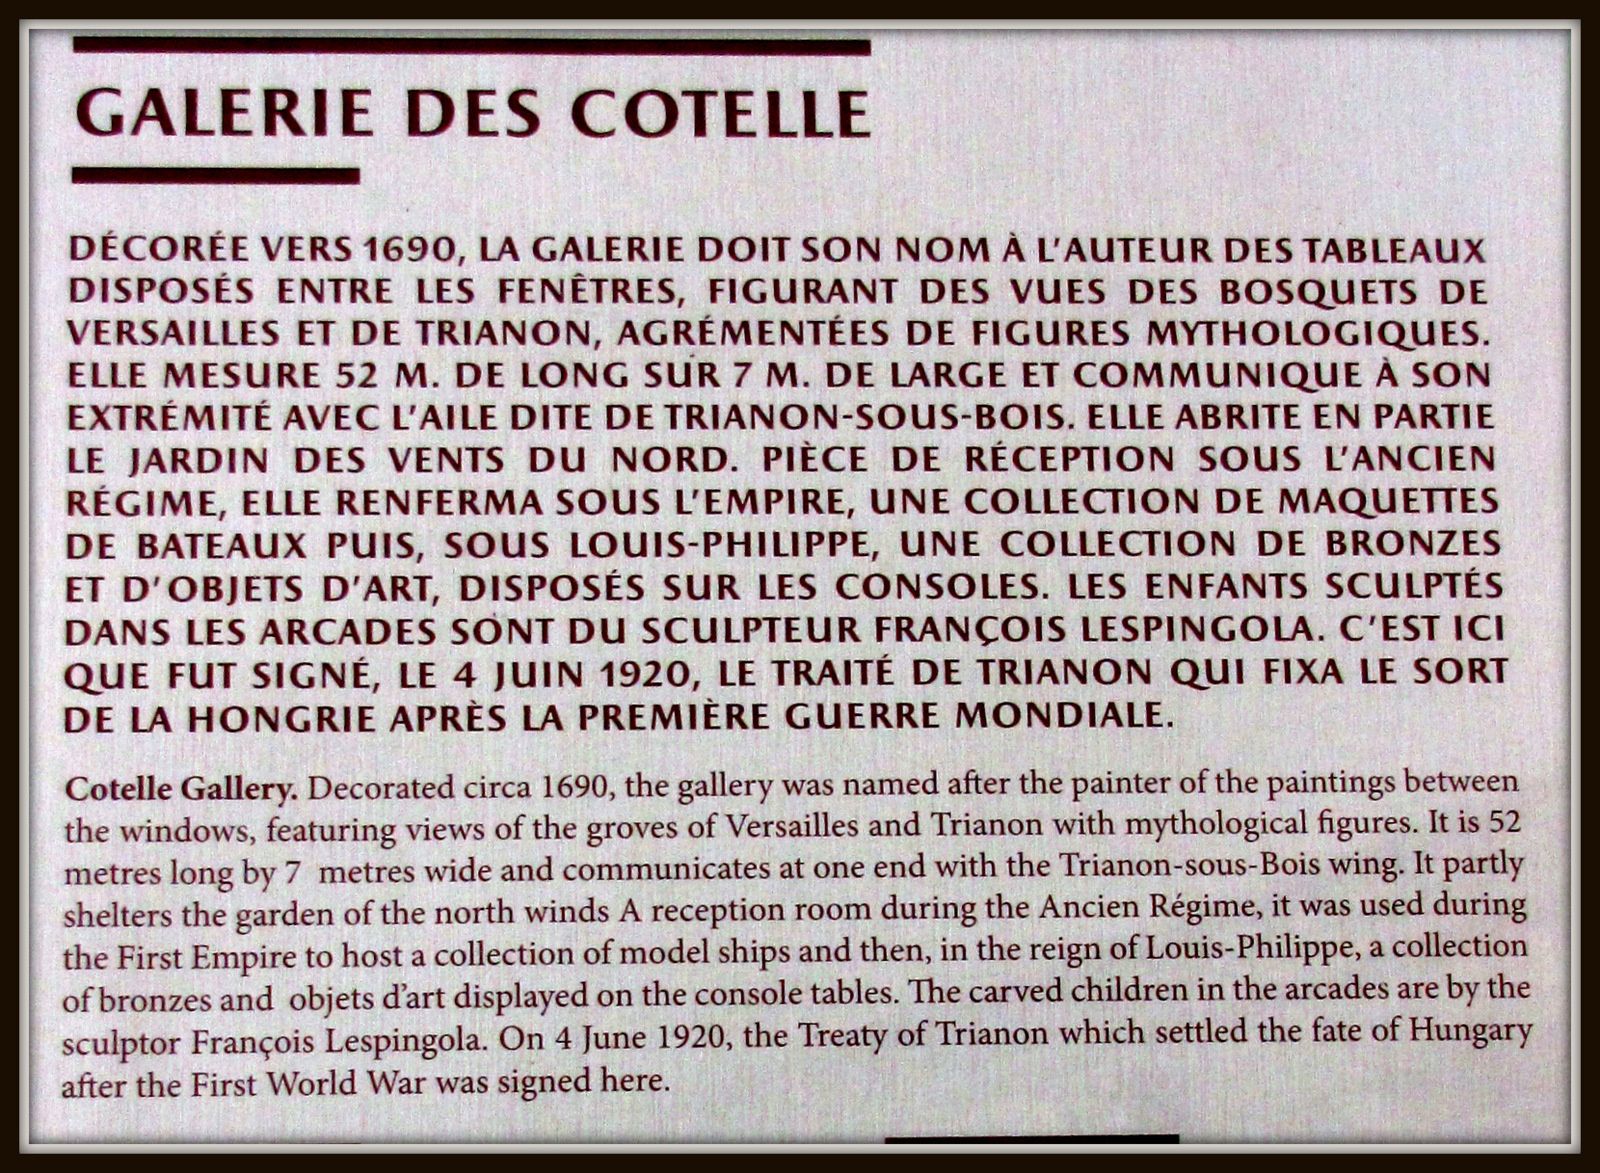 GALERIE DES COTELLE
DÉCORÉE VERS 1690, LA GALERIE DOIT SON NOM À L'AUTEUR DES TABLEAUX
DISPOSÉS ENTRE LES FENÊTRES, FIGURANT DES VUES DES BOSQUETS DE
VERSAILLES ET DE TRIANON, AGRÉMENTÉES DE FIGURES MYTHOLOGIQUES.
ELLE MESURE 52 M. DE LONG SUR 7 M. DE LARGE ET COMMUNIQUE À SON
EXTRÉMITÉ AVEC L'AILE DITE DE TRIANON-SOUS-BOIS. ELLE ABRITE EN PARTIE
LE JARDIN DES VENTS DU NORD. PIÈCE DE RÉCEPTION SOUS L'ANCIEN
RÉGIME, ELLE RENFERMA SOUS L'EMPIRE, UNE COLLECTION DE MAQUETTES
DE BATEAUX PUIS, SOUS LOUIS-PHILIPPE, UNE COLLECTION DE BRONZES
ET D'OBJETS D'ART, DISPOSÉS SUR LES CONSOLES. LES ENFANTS SCULPTÉS
DANS LES ARCADES SONT DU SCULPTEUR FRANÇOIS LESPINGOLA. C'EST ICI
QUE FUT SIGNÉ, LE 4 JUIN 1920, LE TRAITÉ DE TRIANON QUI FIXA LE SORT
DE LA HONGRIE APRÈS LA PREMIÈRE GUERRE MONDIALE.
Cotelle Gallery. Decorated circa 1690, the gallery was named after the painter of the paintings between
the windows, featuring views of the groves of Versailles and Trianon with mythological figures. It is 52
metres long by 7 metres wide and communicates at one end with the Trianon-sous-Bois wing. It partly
shelters the garden of the north winds A reception room during the Ancien Régime, it was used during
the First Empire to host a collection of model ships and then, in the reign of Louis-Philippe, a collection
of bronzes and objets d'art displayed on the console tables. The carved children in the arcades are by the
sculptor François Lespingola. On 4 June 1920, the Treaty of Trianon which settled the fate of Hungary
after the First World War was signed here.